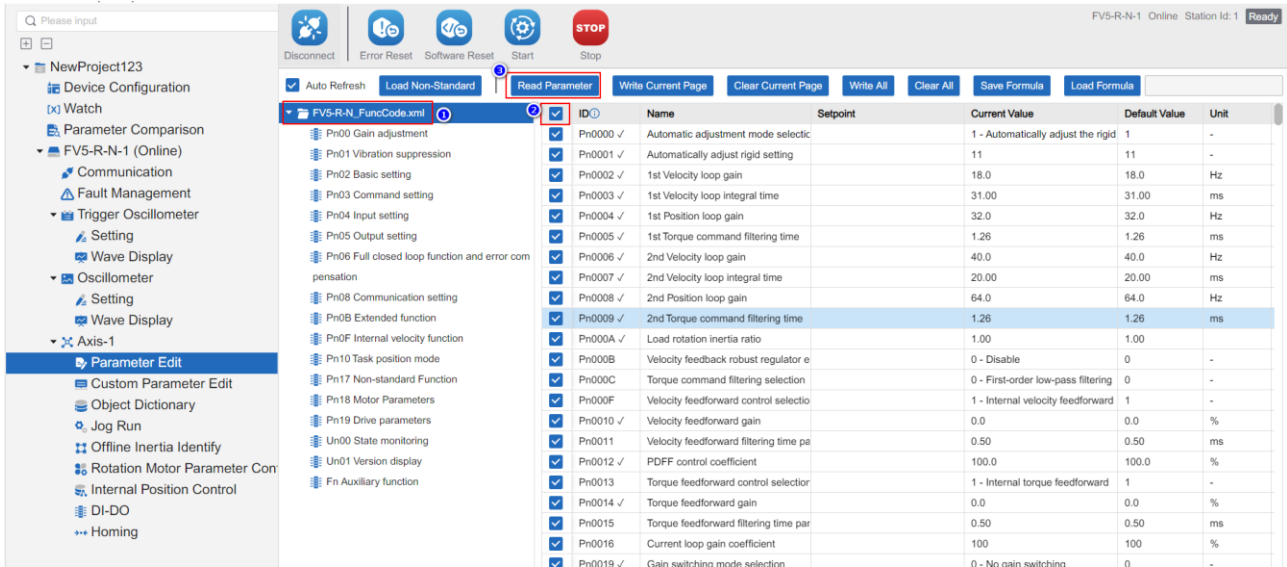 Please input
FV5-R-N-1 Online Station Id: 1 Ready
STOP
Disconnect Error Reset Software Reset Start Stop
3
NewProject123
Device Configuration
[x] Watch
Parameter Comparison
FV5-R-N-1 (Online)
Communication
Fault Management
Trigger Oscillometer
Setting
Wave Display
Oscillometer
Setting
Wave Display
Axis-1
Parameter Edit
Custom Parameter Edit
Object Dictionary
Jog Run
Offline Inertia Identify
Rotation Motor Parameter Con
Internal Position Control
DI-DO
Homing
Auto Refresh Load Non-Standard Read Parameter Write Current Page Clear Current Page Write All Clear All Save Formula Load Formula
FV5-R-N_FuncCode.xml 1
Pn00 Gain adjustment
Pn01 Vibration suppression
Pn02 Basic setting
Pn03 Command setting
Pn04 Input setting
Pn05 Output setting
Pn06 Full closed loop function and error com
pensation
Pn08 Communication setting
Pn0B Extended function
Pn0F Internal velocity function
Pn10 Task position mode
Pn17 Non-standard Function
Pn18 Motor Parameters
Pn19 Drive parameters
Un00 State monitoring
Un01 Version display
Fn Auxiliary function
2 ID Name Setpoint Current Value Default Value Unit
Pn0000 ✓ Automatic adjustment mode selectic 1 - Automatically adjust the rigid 1 -
Pn0001 ✓ Automatically adjust rigid setting 11 11 -
Pn0002 ✓ 1st Velocity loop gain 18.0 18.0 Hz
Pn0003 ✓ 1st Velocity loop integral time 31.00 31.00 ms
Pn0004 ✓ 1st Position loop gain 32.0 32.0 Hz
Pn0005 ✓ 1st Torque command filtering time 1.26 1.26 ms
Pn0006 ✓ 2nd Velocity loop gain 40.0 40.0 Hz
Pn0007 ✓ 2nd Velocity loop integral time 20.00 20.00 ms
Pn0008 ✓ 2nd Position loop gain 64.0 64.0 Hz
Pn0009 ✓ 2nd Torque command filtering time 1.26 1.26 ms
Pn000A ✓ Load rotation inertia ratio 1.00 1.00
Pn000B Velocity feedback robust regulator e 0 - Disable 0 -
Pn000C Torque command filtering selection 0 - First-order low-pass filtering 0 -
Pn000F Velocity feedforward control selectio 1 - Internal velocity feedforward 1 -
Pn0010 ✓ Velocity feedforward gain 0.0 0.0 %
Pn0011 Velocity feedforward filtering time pa 0.50 0.50 ms
Pn0012 ✓ PDFF control coefficient 100.0 100.0 %
Pn0013 Torque feedforward control selection 1 - Internal torque feedforward 1 -
Pn0014 ✓ Torque feedforward gain 0.0 0.0 %
Pn0015 Torque feedforward filtering time par 0.50 0.50 ms
Pn0016 Current loop gain coefficient 100 100 %
Pn0019 ✓ Gain switching mode selection 0 - No gain switching 0 -